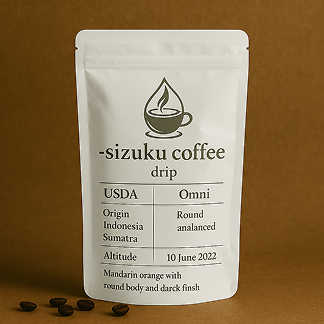 -sizuku coffee
drip
USDA Omni
Origin Round
Indonesia analanced
Sumatra
Altitude 10 June 2022
Mandarin orange with
round body and darck finsh